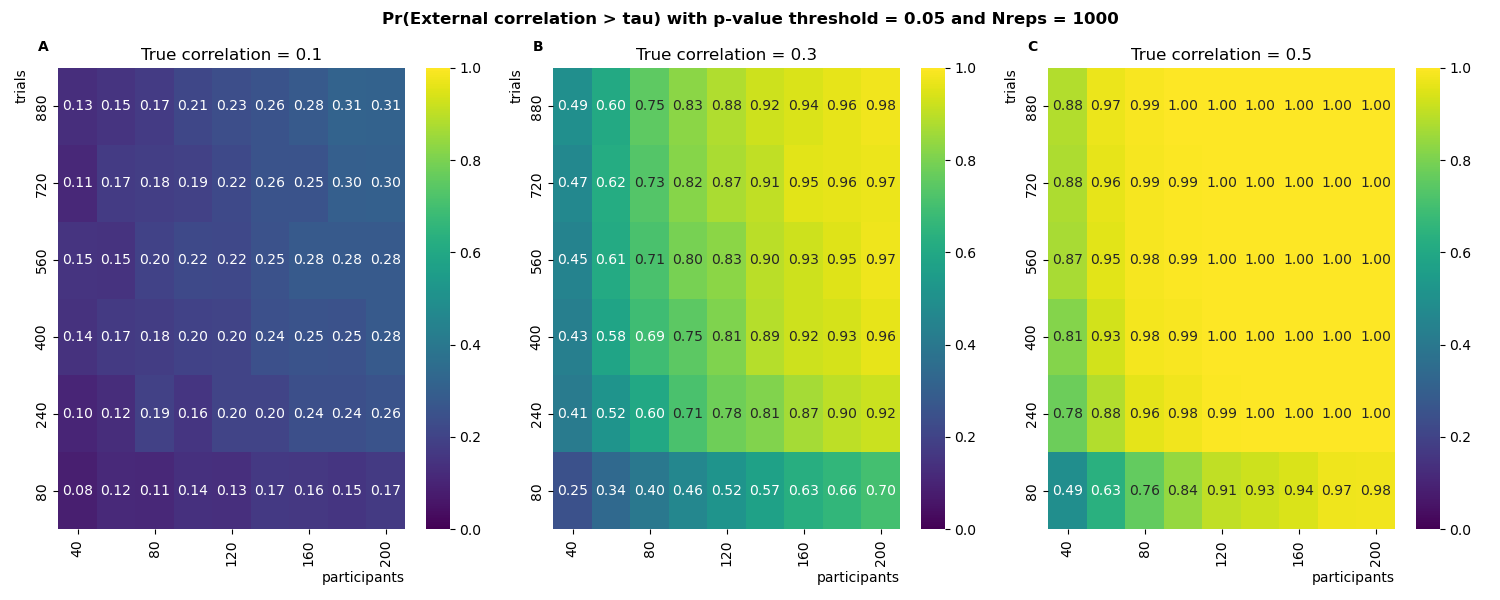 Pr(External correlation > tau) with p-value threshold = 0.05 and Nreps = 1000
A
True correlation = 0.1
trials
880 0.13 0.15 0.17 0.21 0.23 0.26 0.28 0.31 0.31
720 0.11 0.17 0.18 0.19 0.22 0.26 0.25 0.30 0.30
560 0.15 0.15 0.20 0.22 0.22 0.25 0.28 0.28 0.28
400 0.14 0.17 0.18 0.20 0.20 0.24 0.25 0.25 0.28
240 0.10 0.12 0.19 0.16 0.20 0.20 0.24 0.24 0.26
80 0.08 0.12 0.11 0.14 0.13 0.17 0.16 0.15 0.17
40 80 120 160 200
participants
1.0
0.8
0.6
0.4
0.2
0.0
B
True correlation = 0.3
trials
880 0.49 0.60 0.75 0.83 0.88 0.92 0.94 0.96 0.98
720 0.47 0.62 0.73 0.82 0.87 0.91 0.95 0.96 0.97
560 0.45 0.61 0.71 0.80 0.83 0.90 0.93 0.95 0.97
400 0.43 0.58 0.69 0.75 0.81 0.89 0.92 0.93 0.96
240 0.41 0.52 0.60 0.71 0.78 0.81 0.87 0.90 0.92
80 0.25 0.34 0.40 0.46 0.52 0.57 0.63 0.66 0.70
40 80 120 160 200
participants
1.0
0.8
0.6
0.4
0.2
0.0
C
True correlation = 0.5
trials
880 0.88 0.97 0.99 1.00 1.00 1.00 1.00 1.00 1.00
720 0.88 0.96 0.99 0.99 1.00 1.00 1.00 1.00 1.00
560 0.87 0.95 0.98 0.99 1.00 1.00 1.00 1.00 1.00
400 0.81 0.93 0.98 0.99 1.00 1.00 1.00 1.00 1.00
240 0.78 0.88 0.96 0.98 0.99 1.00 1.00 1.00 1.00
80 0.49 0.63 0.76 0.84 0.91 0.93 0.94 0.97 0.98
40 80 120 160 200
participants
1.0
0.8
0.6
0.4
0.2
0.0